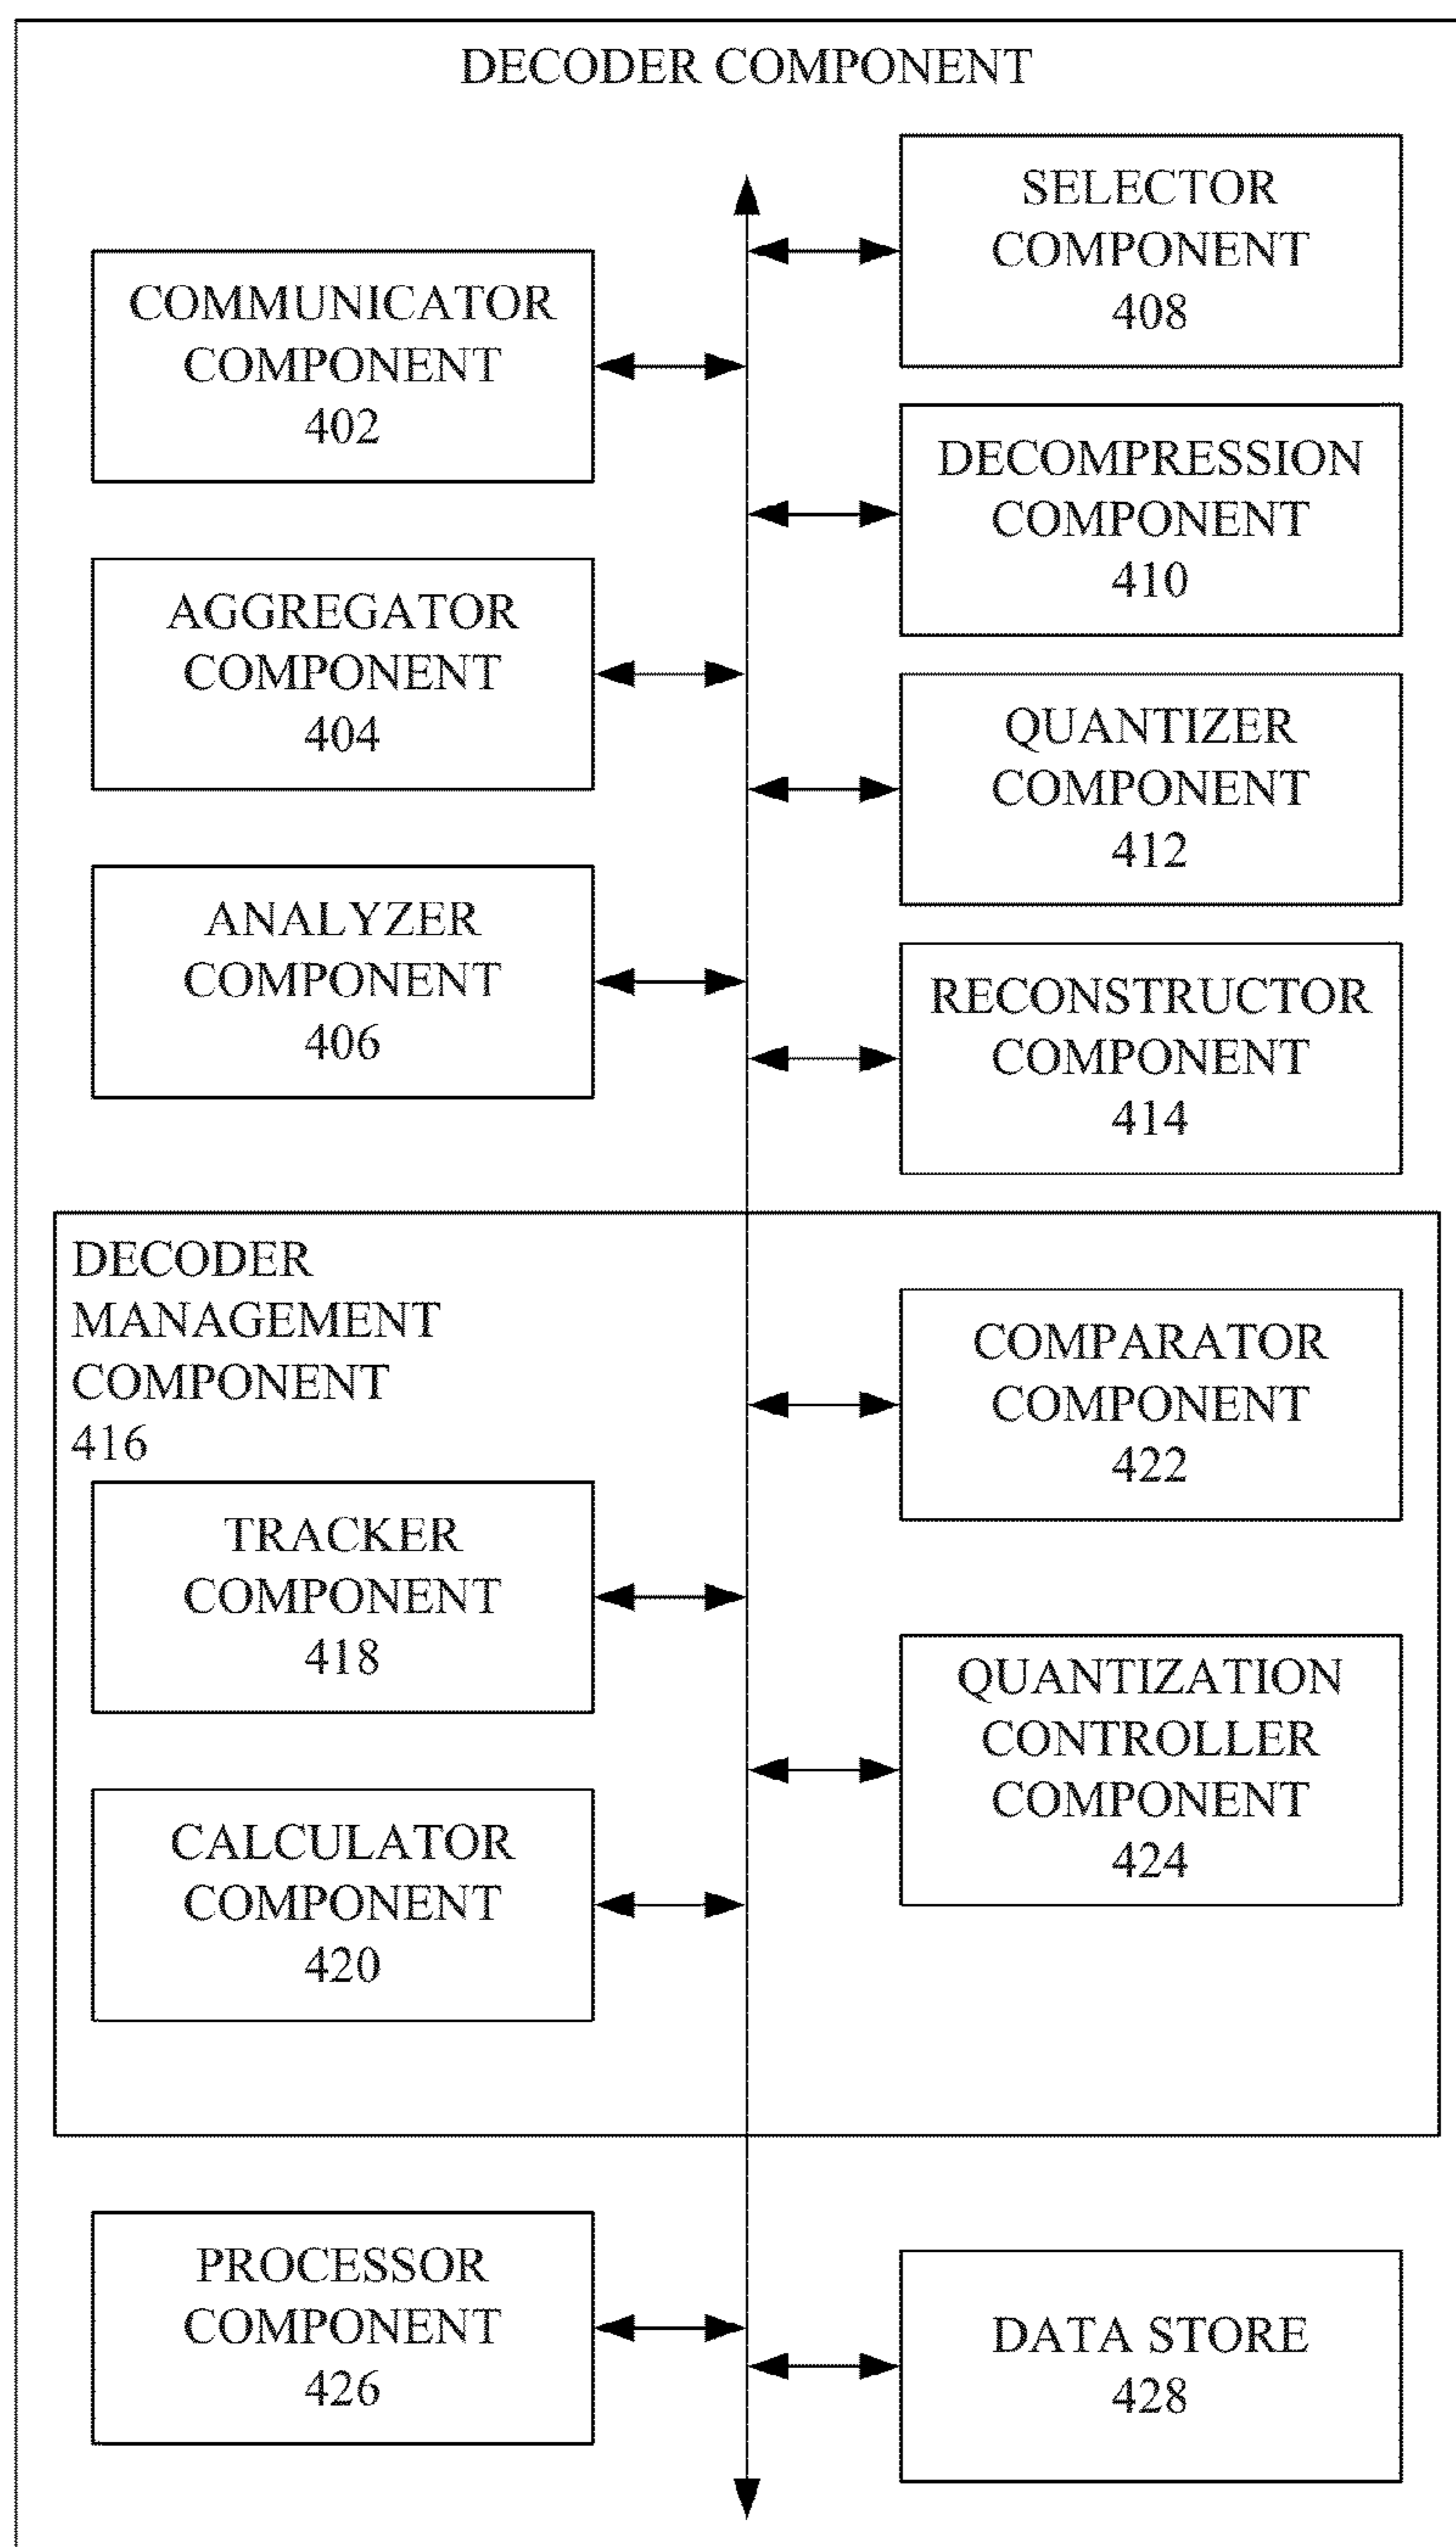 DECODER COMPONENT
SELECTOR
COMPONENT
408
COMMUNICATOR
COMPONENT
402
DECOMPRESSION
COMPONENT
410
AGGREGATOR
COMPONENT
404
QUANTIZER
COMPONENT
412
ANALYZER
COMPONENT
406
RECONSTRUCTOR
COMPONENT
414
DECODER
MANAGEMENT
COMPONENT
416
COMPARATOR
COMPONENT
422
TRACKER
COMPONENT
418
QUANTIZATION
CONTROLLER
COMPONENT
424
CALCULATOR
COMPONENT
420
PROCESSOR
COMPONENT
426
DATA STORE
428